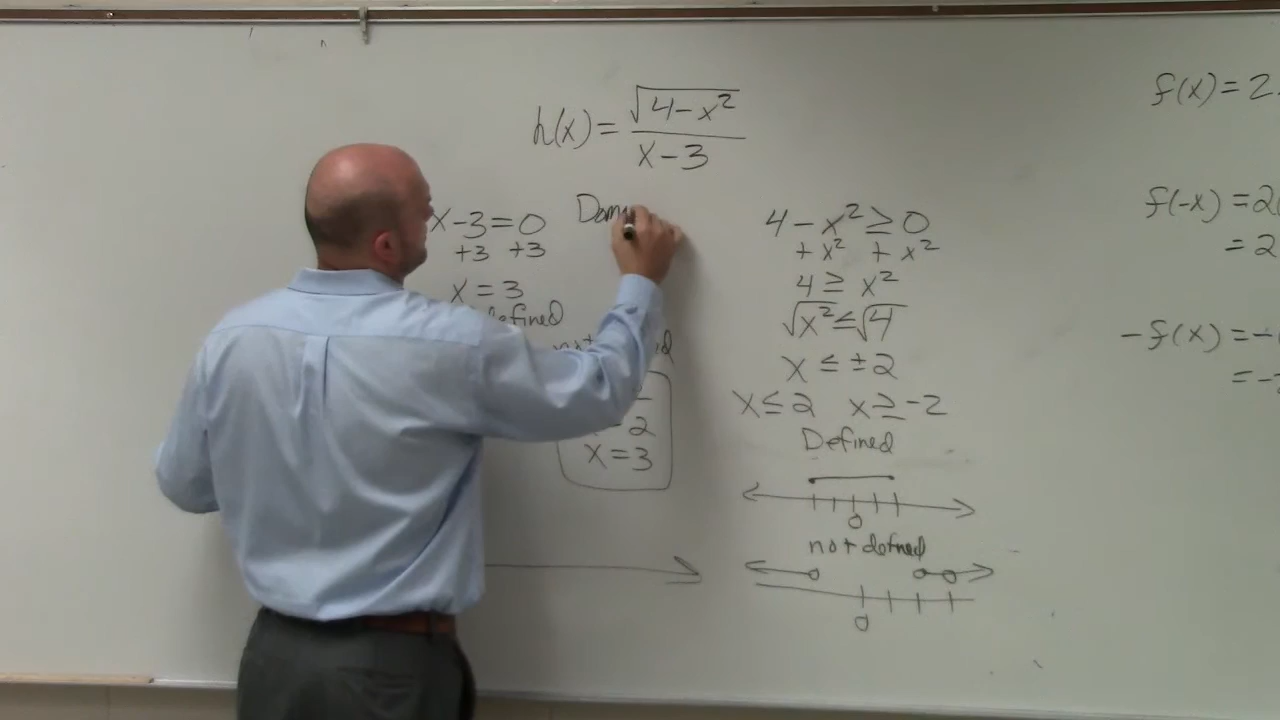 h(x) = √(4-x²) / (x-3)
x-3=0
+3 +3
x = 3
defined
2
x=3
Dom
4-x² ≥ 0
+x² +x²
4 ≥ x²
√x² ≤ √4
x ≤ ±2
x ≤ 2 x ≥ -2
Defined
0
not defned
0
f(x) = 2
f(-x) = 2
= 2
-f(x) = -
= -